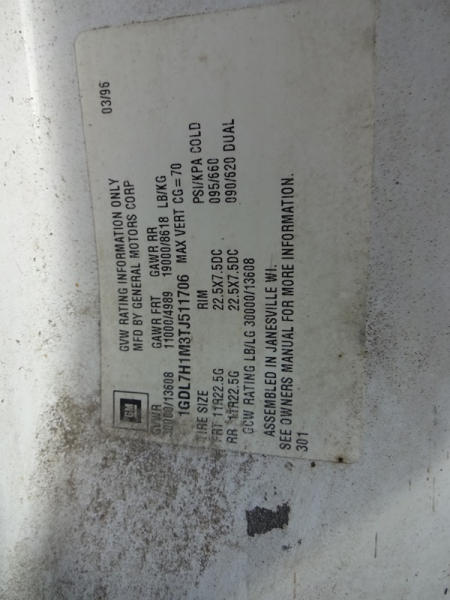 GM
GVW RATING INFORMATION ONLY 03/96
MFD BY GENERAL MOTORS CORP
GVWR GAWR FRT GAWR RR
30000/13608 11000/4989 19000/8618 LB/KG
1GDL7H1M3TJ511706 MAX VERT CG=70
TIRE SIZE RIM PSI/KPA COLD
FRT 11R22.5G 22.5X7.5DC 095/660
RR 11R22.5G 22.5X7.5DC 090/620 DUAL
GCW RATING LB/LG 30000/13608
ASSEMBLED IN JANESVILLE WI.
SEE OWNERS MANUAL FOR MORE INFORMATION.
301